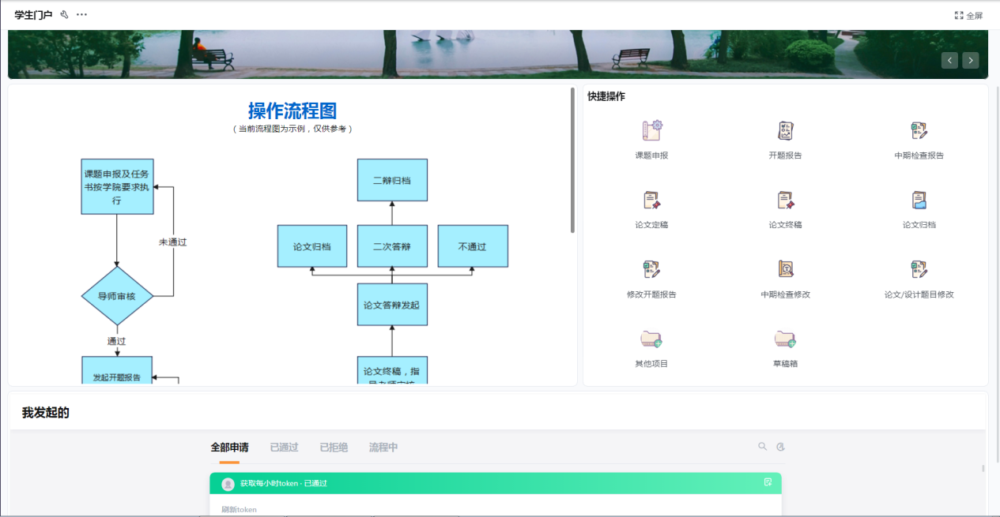 学生门户
全屏
操作流程图
(当前流程图为示例，仅供参考)
课题申报及任务
书按学院要求执
行
未通过
导师审核
通过
发起开题报告
二辩归档
论文归档
二次答辩
不通过
论文答辩发起
论文终稿，指
导老师审核
快捷操作
课题申报
开题报告
中期检查报告
论文定稿
论文终稿
论文归档
修改开题报告
中期检查修改
论文/设计题目修改
其他项目
草稿箱
我发起的
全部申请 已通过 已拒绝 流程中
获取每小时token · 已通过
刷新token